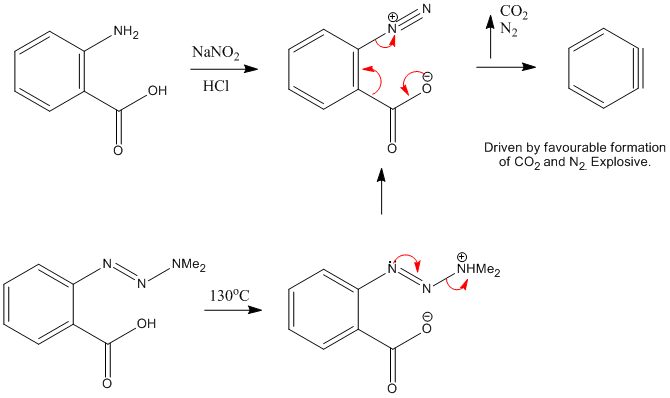 NH2
OH
O
NaNO2
HCl
N⊕
N
O⊖
O
CO2
N2
Driven by favourable formation
of CO2 and N2. Explosive.
N
N
NMe2
OH
O
130°C
N
N
⊕
NHMe2
O⊖
O